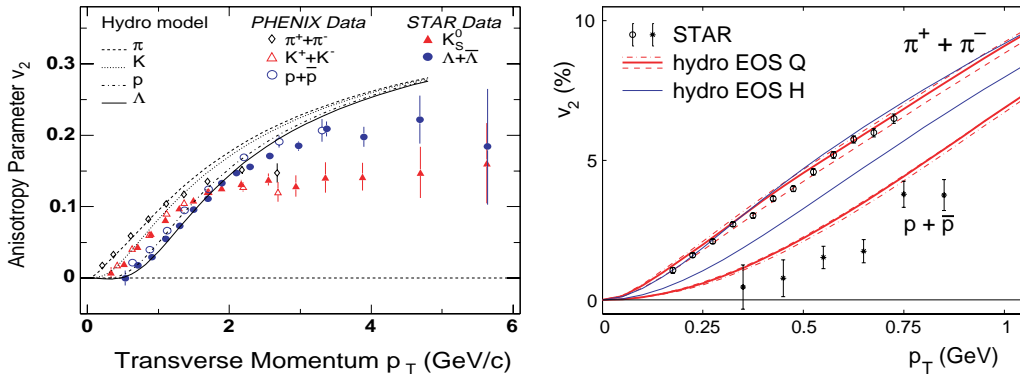 Hydro model
π
K
p
Λ
PHENIX Data
π⁺+π⁻
K⁺+K⁻
p+p̅
STAR Data
K⁰S
Λ+Λ̅
Anisotropy Parameter v₂
0.3
0.2
0.1
0
0 2 4 6
Transverse Momentum p_T (GeV/c)
STAR
hydro EOS Q
hydro EOS H
π⁺ + π⁻
p + p̅
v₂ (%)
10
5
0
0 0.25 0.5 0.75 1
p_T (GeV)